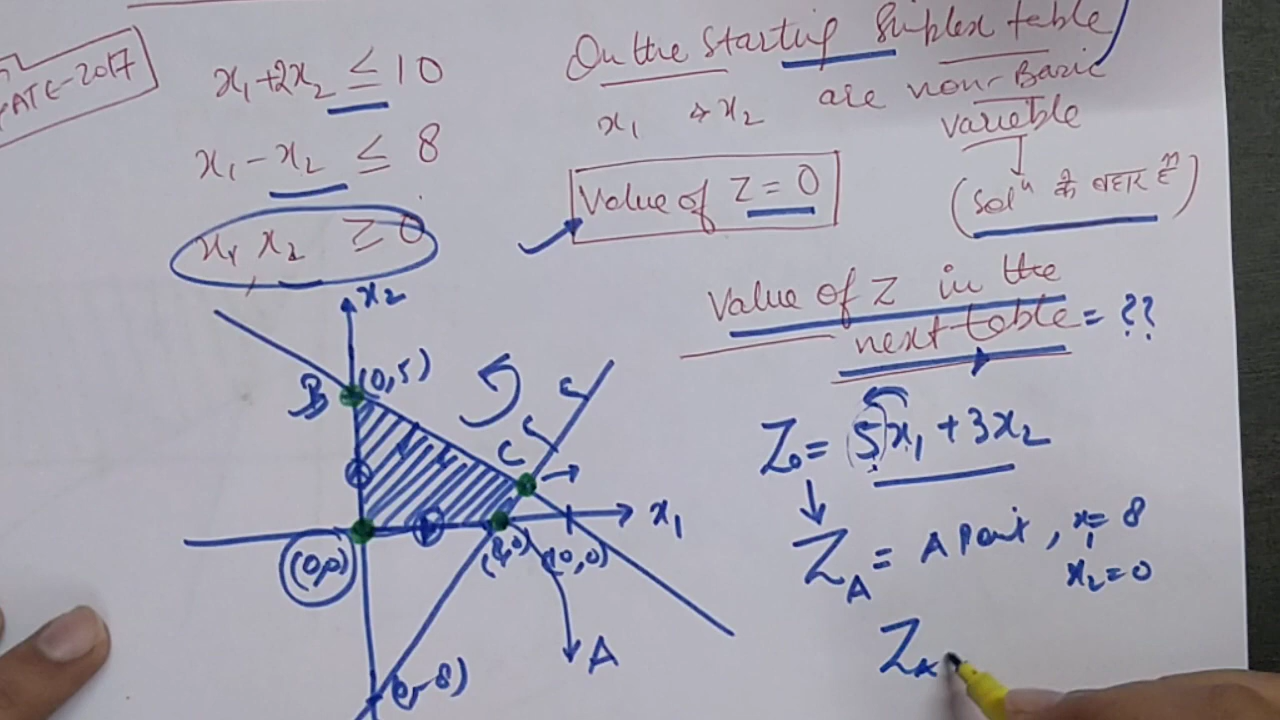 GATE-2017
x₁+2x₂ ≤ 10
x₁-x₂ ≤ 8
x₁, x₂ ≥ 0
On the starting Simplex table
x₁ & x₂ are non-Basic
variable
(Solⁿ के बाहर है)
Value of Z = 0
Value of Z in the
next table = ??
Z₀ = 5x₁ + 3x₂
Z_A = A point, x₁ = 8
x₂ = 0
Z_A
x₂
B (0,5)
C
x₁
(0,0) (8,0) (10,0)
A
(0,-8)